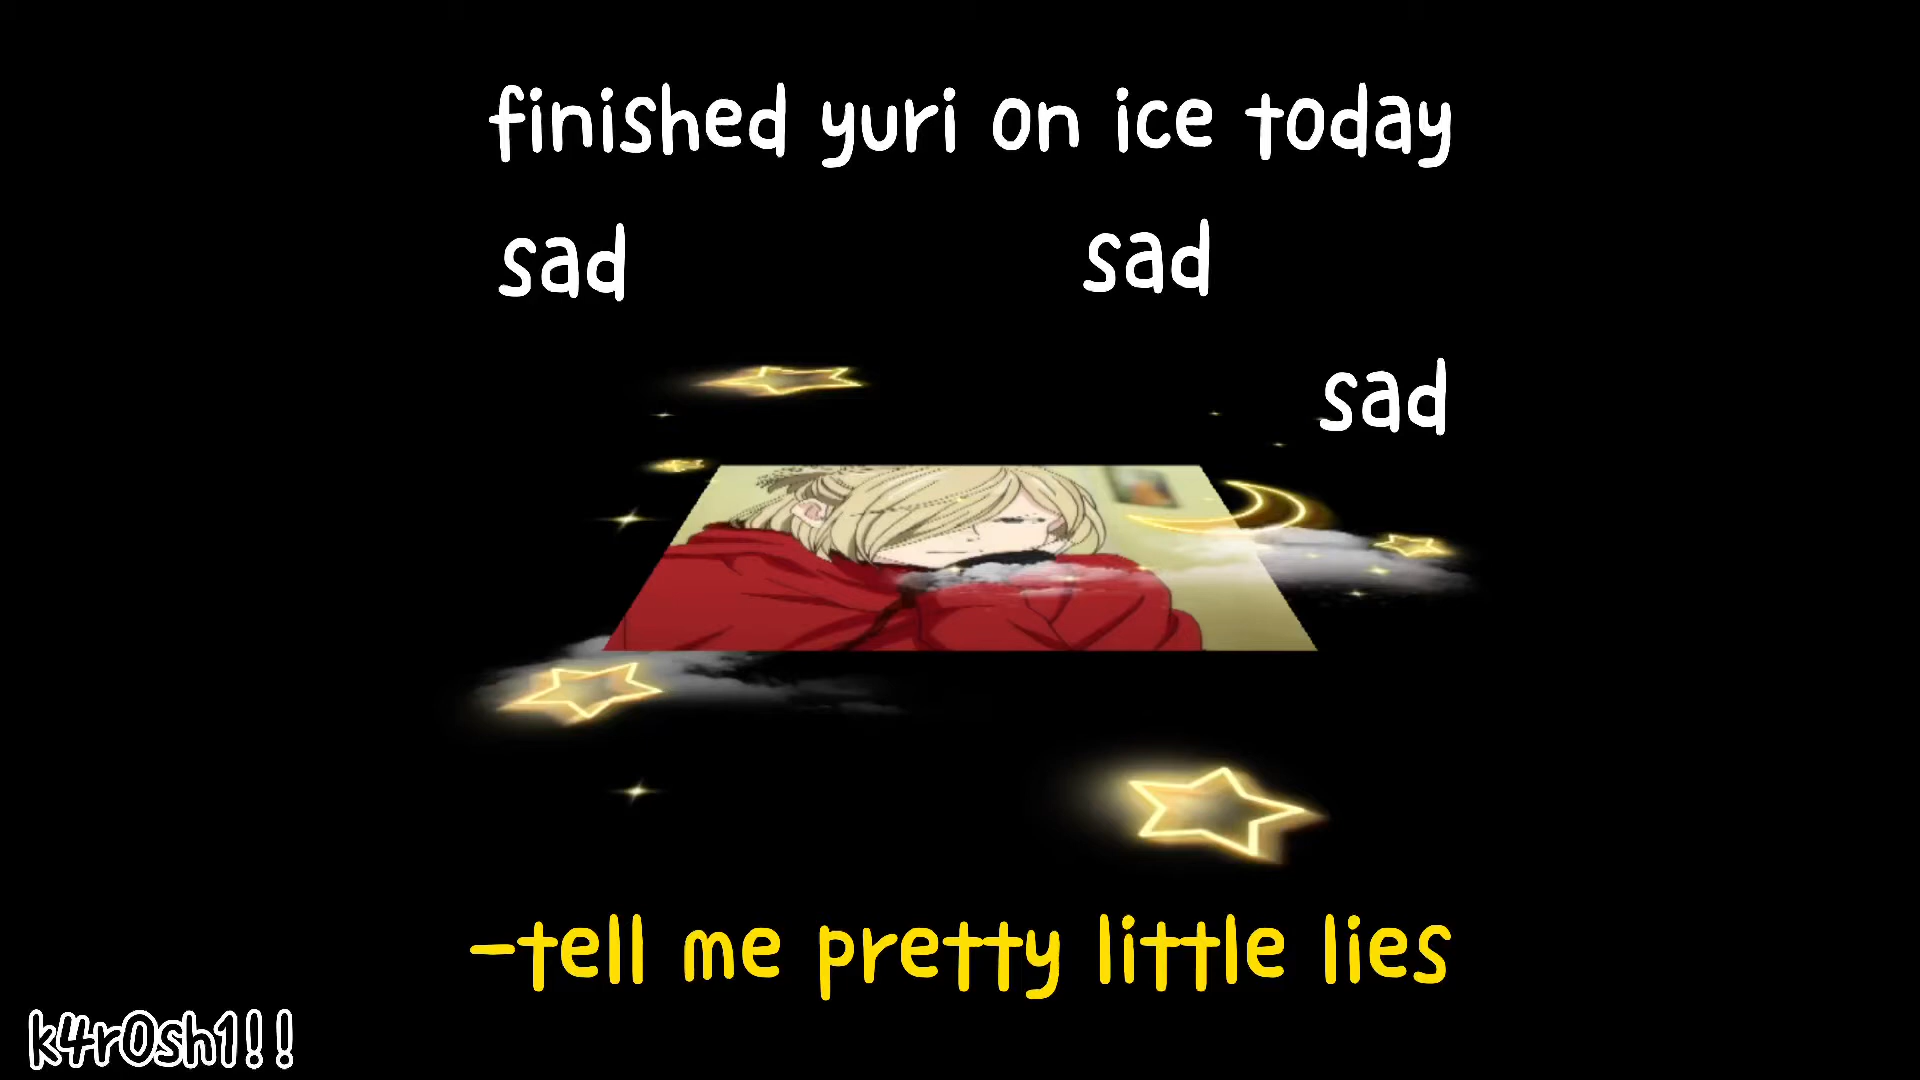 finished yuri on ice today
sad sad
sad
-tell me pretty little lies
k4r0sh1!!